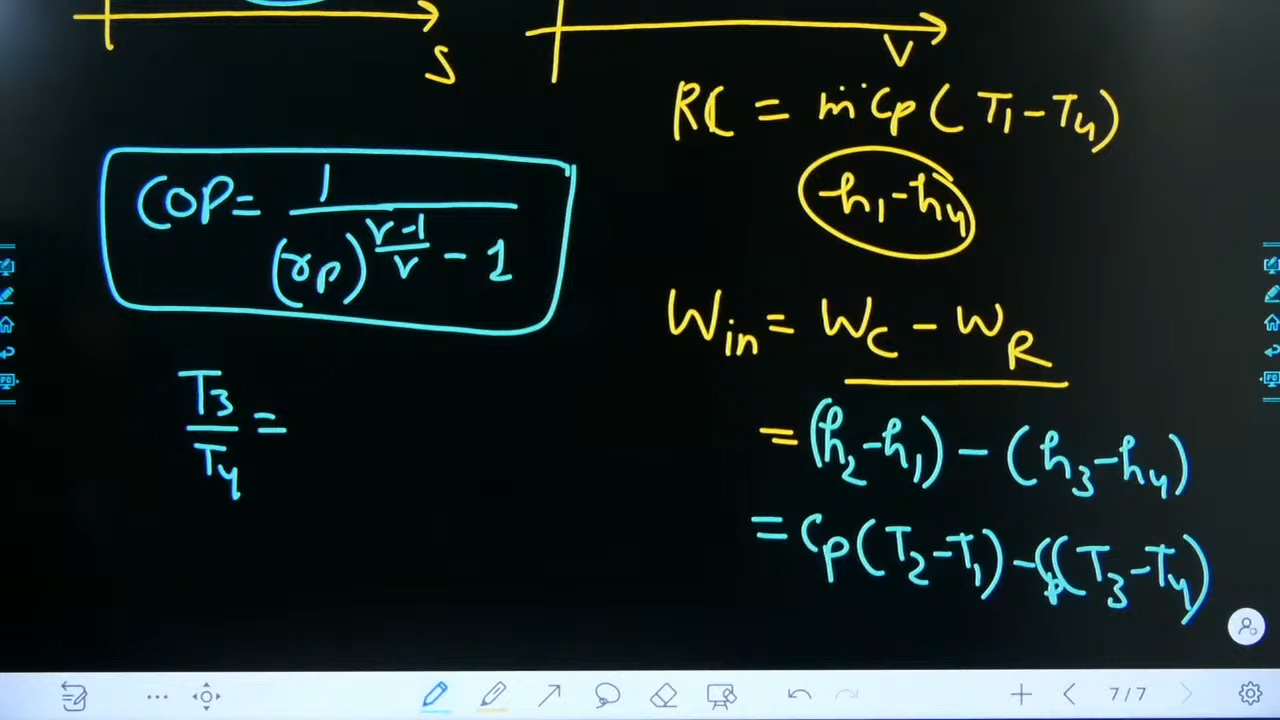 S
V
RC = ṁ Cp ( T1 - T4 )
h1 - h4
COP = 1 / (rp)^(γ-1/γ) - 1
Win = WC - WR
T3 / T4 =
= (h2 - h1) - (h3 - h4)
= Cp (T2 - T1) - Cp (T3 - T4)
7/7